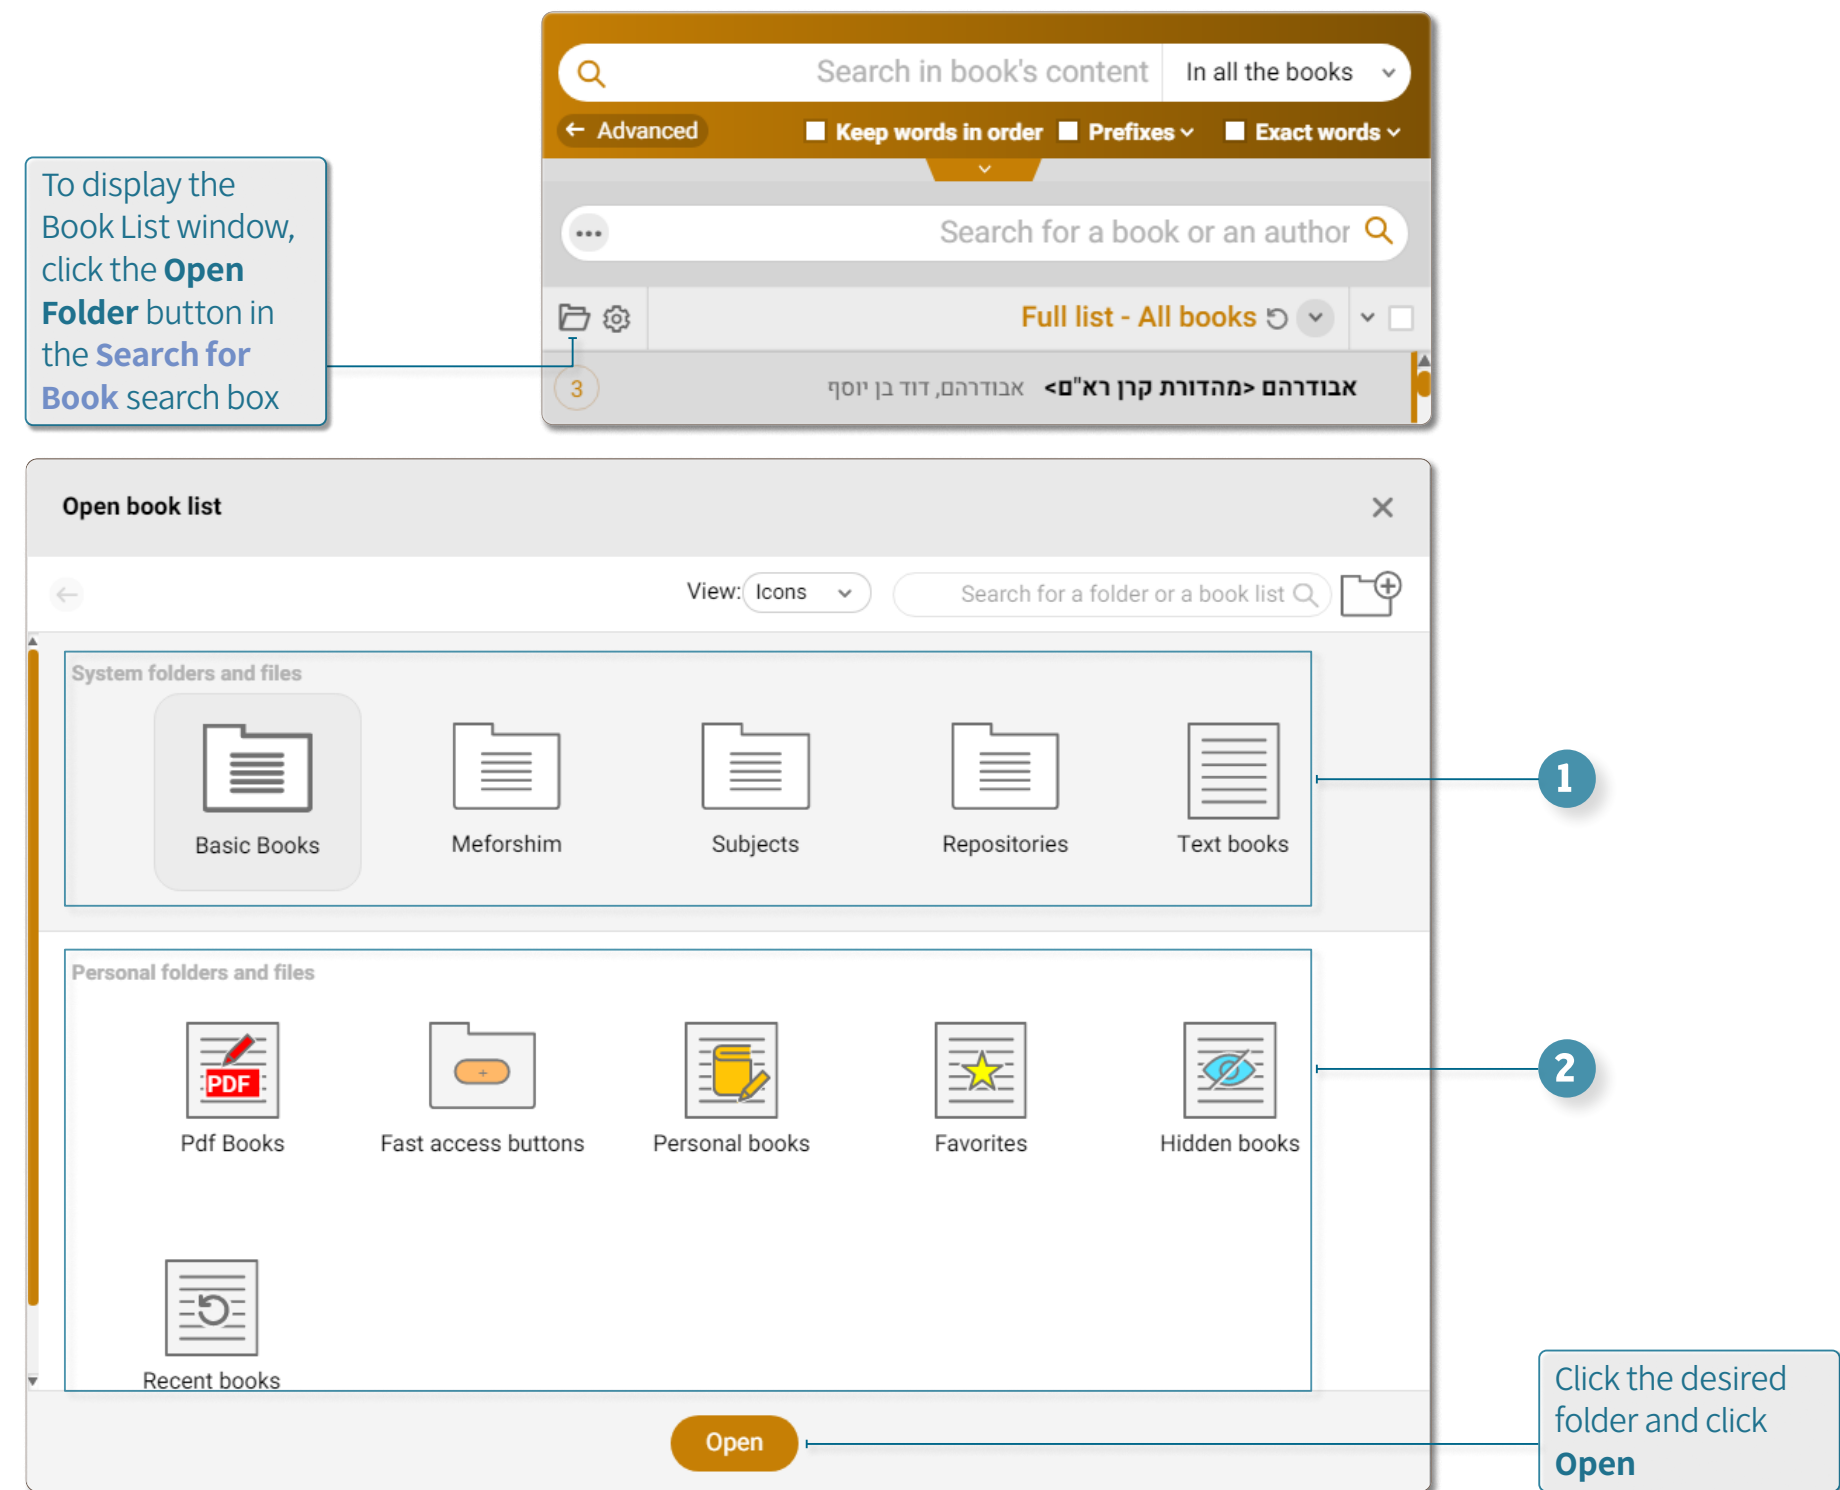 Search in book's content
In all the books
← Advanced
Keep words in order
Prefixes
Exact words
To display the
Book List window,
click the Open
Folder button in
the Search for
Book search box
Search for a book or an author
Full list - All books
3
אבודרהם <מהדורת קרן רא"ם> אבודרהם, דוד בן יוסף
Open book list
View:
Icons
Search for a folder or a book list
System folders and files
Basic Books
Meforshim
Subjects
Repositories
Text books
1
Personal folders and files
PDF
Pdf Books
Fast access buttons
Personal books
Favorites
Hidden books
2
Recent books
Open
Click the desired
folder and click
Open